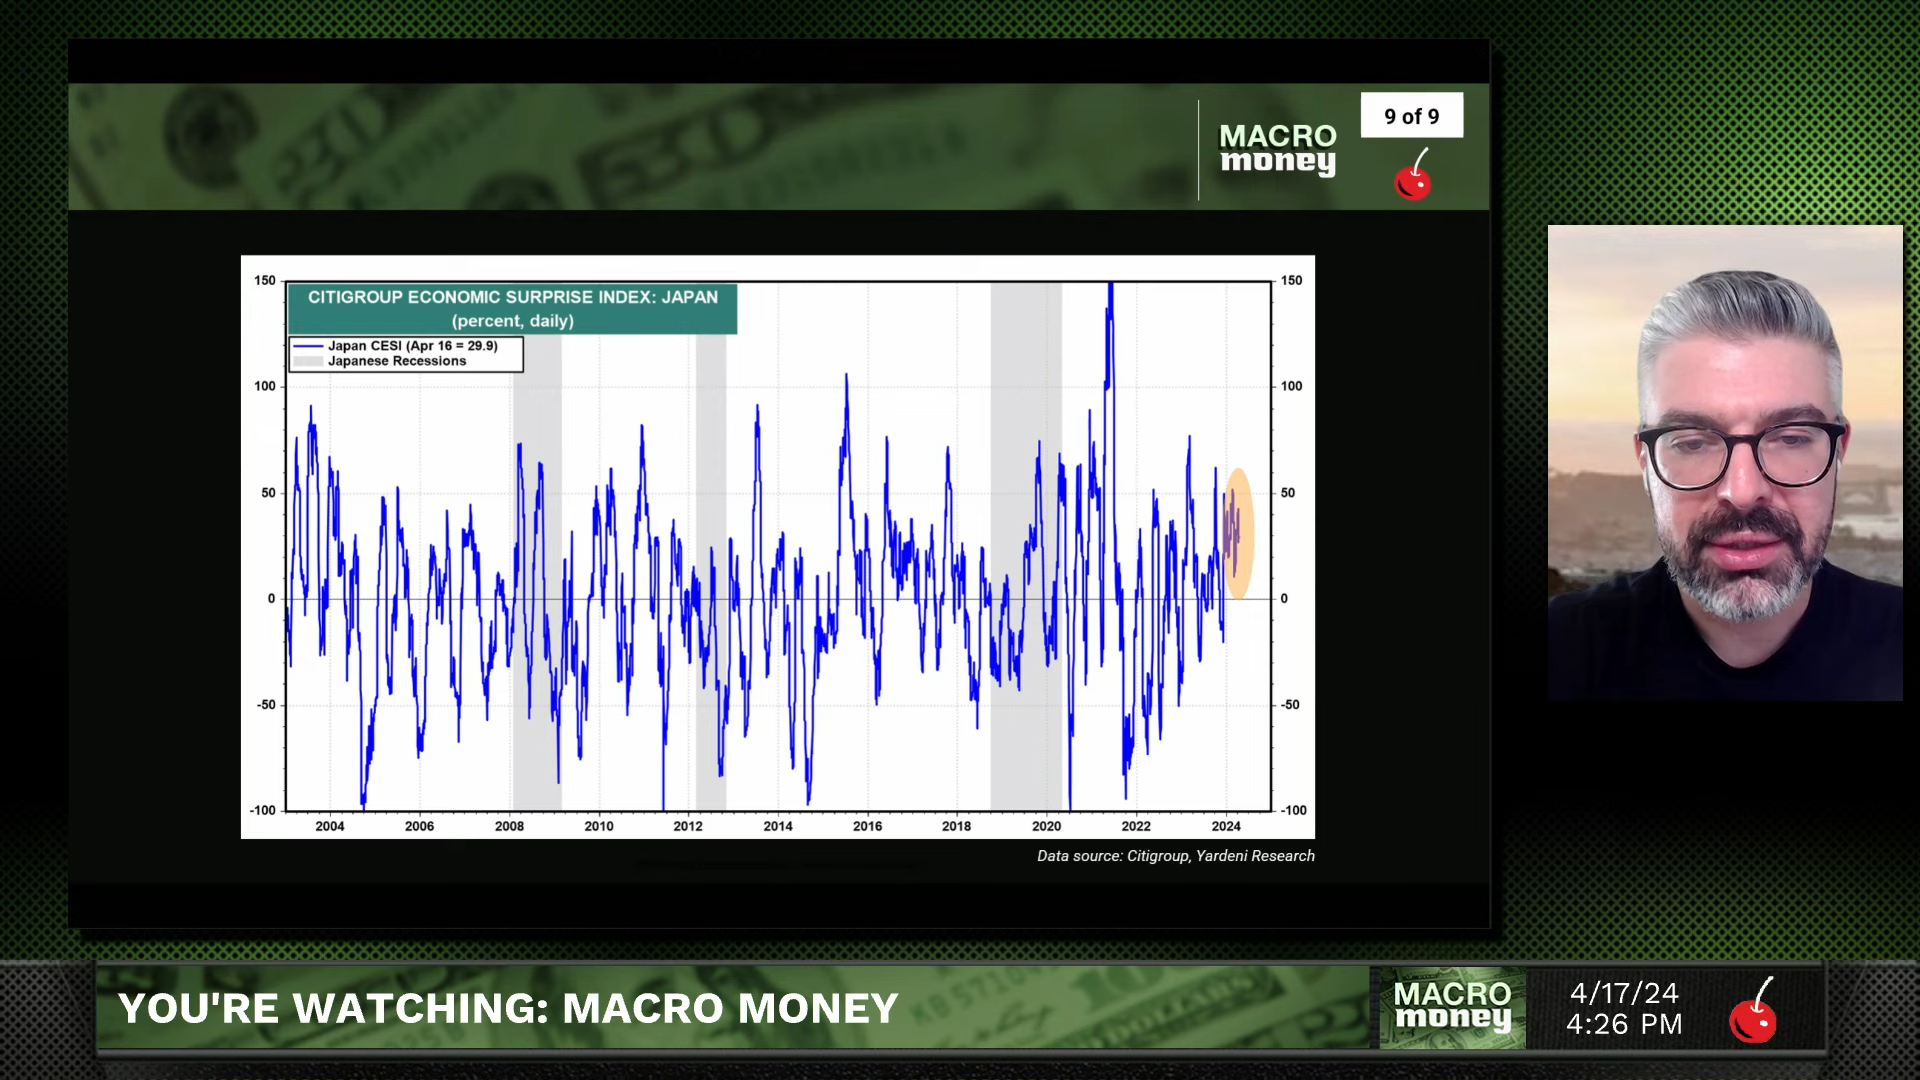 9 of 9
MACRO
money
150
150
CITIGROUP ECONOMIC SURPRISE INDEX: JAPAN
(percent, daily)
Japan CESI (Apr 16 = 29.9)
Japanese Recessions
100
100
50
50
0
0
-50
-50
-100
-100
2004 2006 2008 2010 2012 2014 2016 2018 2020 2022 2024
Data source: Citigroup, Yardeni Research
YOU'RE WATCHING: MACRO MONEY
MACRO
money
4/17/24
4:26 PM